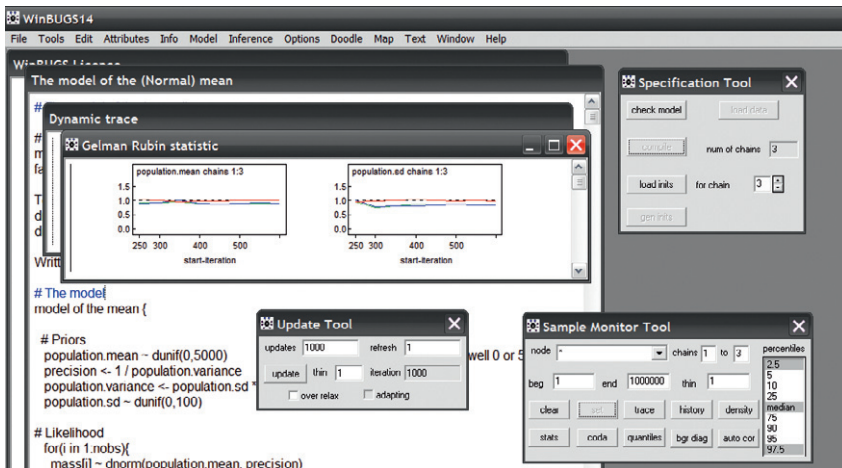 WinBUGS14
File Tools Edit Attributes Info Model Inference Options Doodle Map Text Window Help
WinBUGS Licence
The model of the (Normal) mean
#
Dynamic trace
#
m
fa
Gelman Rubin statistic
population.mean chains 1:3
1.5
1.0
0.5
0.0
250 300 400 500
start-iteration
population.sd chains 1:3
1.5
1.0
0.5
0.0
250 300 400 500
start-iteration
T
d
d
Writt
# The model
model of the mean {
# Priors
population.mean ~ dunif(0,5000)
well 0 or 5
precision <- 1 / population.variance
population.variance <- population.sd *
population.sd ~ dunif(0,100)
# Likelihood
for(i in 1:nobs){
mass[i] ~ dnorm(population.mean, precision)
Specification Tool
check model load data
compile num of chains 3
load inits for chain 3
gen inits
Update Tool
updates 1000 refresh 1
update thin 1 iteration 1000
over relax adapting
Sample Monitor Tool
node * chains 1 to 3 percentiles
2.5
5
10
25
median
75
90
95
97.5
beg 1 end 1000000 thin 1
clear set trace history density
stats coda quantiles bgr diag auto cor